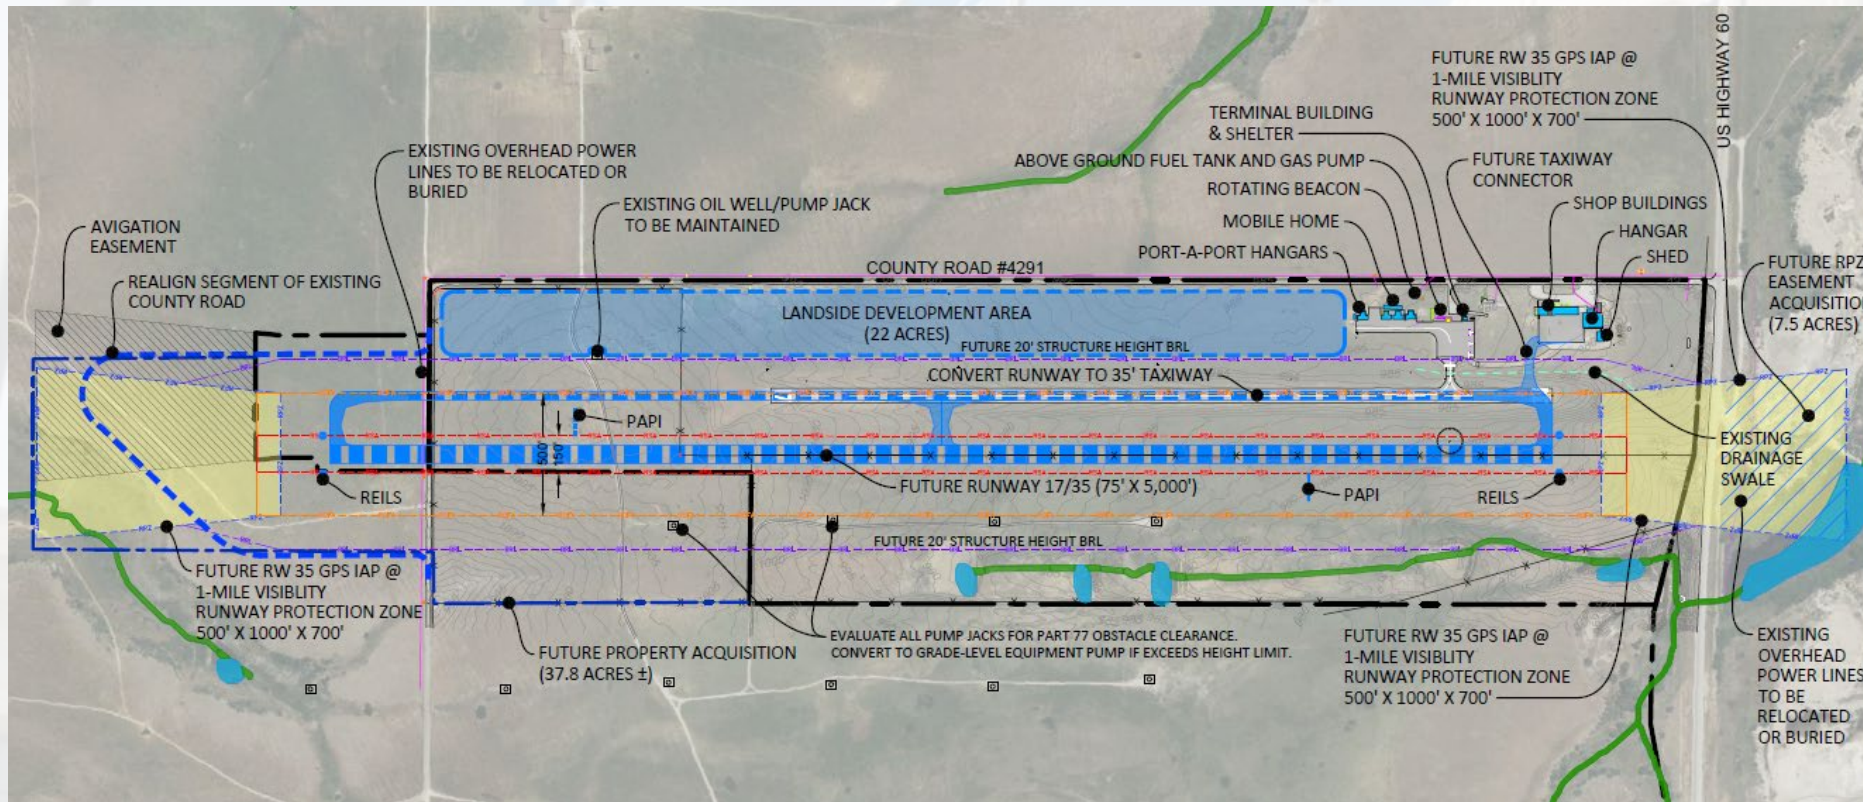 US HIGHWAY 60
FUTURE RW 35 GPS IAP @
1-MILE VISIBLITY
RUNWAY PROTECTION ZONE
500' X 1000' X 700'
TERMINAL BUILDING
& SHELTER
EXISTING OVERHEAD POWER
LINES TO BE RELOCATED OR
BURIED
ABOVE GROUND FUEL TANK AND GAS PUMP
FUTURE TAXIWAY
CONNECTOR
ROTATING BEACON
EXISTING OIL WELL/PUMP JACK
TO BE MAINTAINED
SHOP BUILDINGS
MOBILE HOME
HANGAR
AVIGATION
EASEMENT
PORT-A-PORT HANGARS
SHED
COUNTY ROAD #4291
FUTURE RPZ
EASEMENT
ACQUISITIO
(7.5 ACRES)
REALIGN SEGMENT OF EXISTING
COUNTY ROAD
LANDSIDE DEVELOPMENT AREA
(22 ACRES)
FUTURE 20' STRUCTURE HEIGHT BRL
CONVERT RUNWAY TO 35' TAXIWAY
PAPI
500'
150'
EXISTING
DRAINAGE
SWALE
REILS
FUTURE RUNWAY 17/35 (75' X 5,000')
PAPI
REILS
FUTURE 20' STRUCTURE HEIGHT BRL
FUTURE RW 35 GPS IAP @
1-MILE VISIBLITY
RUNWAY PROTECTION ZONE
500' X 1000' X 700'
EVALUATE ALL PUMP JACKS FOR PART 77 OBSTACLE CLEARANCE.
CONVERT TO GRADE-LEVEL EQUIPMENT PUMP IF EXCEEDS HEIGHT LIMIT.
FUTURE PROPERTY ACQUISITION
(37.8 ACRES ±)
FUTURE RW 35 GPS IAP @
1-MILE VISIBLITY
RUNWAY PROTECTION ZONE
500' X 1000' X 700'
EXISTING
OVERHEAD
POWER LINES
TO BE
RELOCATED
OR BURIED